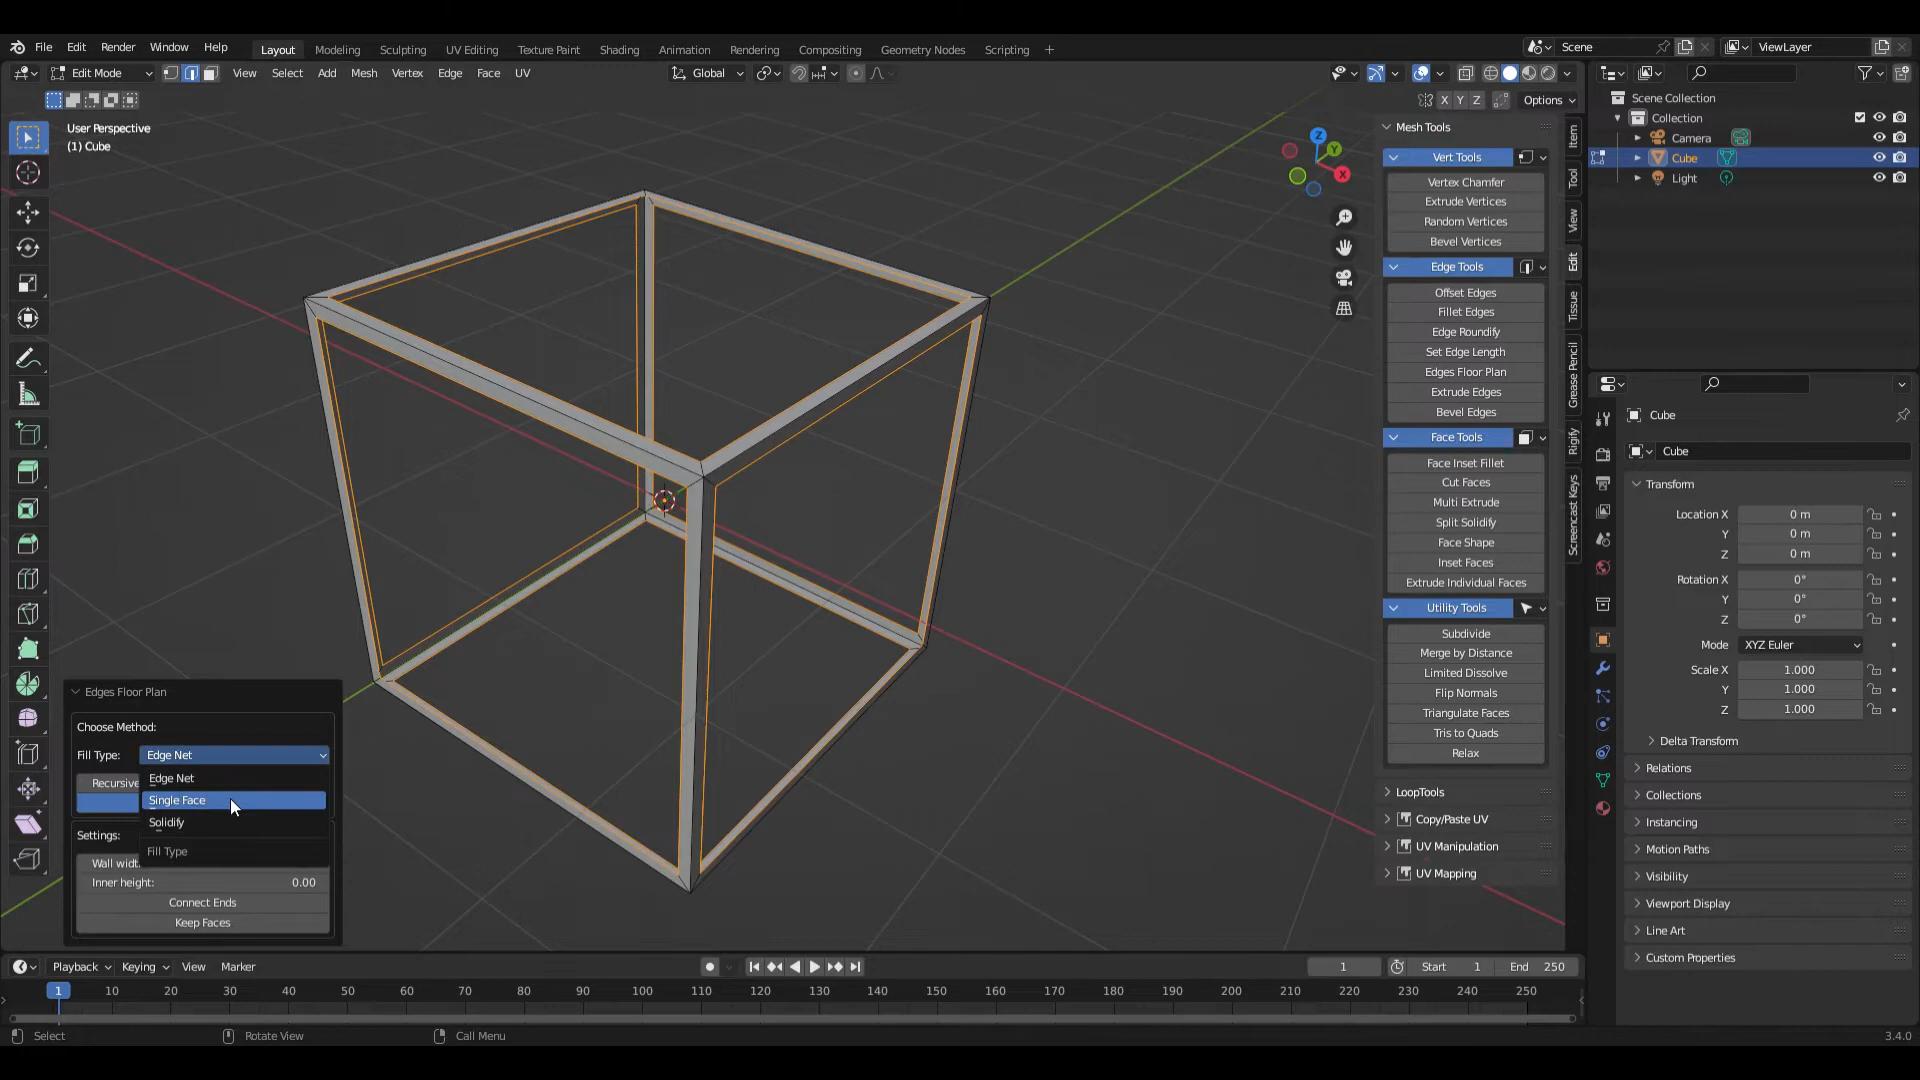 File Edit Render Window Help
Layout Modeling Sculpting UV Editing Texture Paint Shading Animation Rendering Compositing Geometry Nodes Scripting +
Scene
ViewLayer
Edit Mode
View Select Add Mesh Vertex Edge Face UV
Global
X Y Z
Options
User Perspective
(1) Cube
Z
Y
X
Mesh Tools
Vert Tools
Vertex Chamfer
Extrude Vertices
Random Vertices
Bevel Vertices
Edge Tools
Offset Edges
Fillet Edges
Edge Roundify
Set Edge Length
Edges Floor Plan
Extrude Edges
Bevel Edges
Face Tools
Face Inset Fillet
Cut Faces
Multi Extrude
Split Solidify
Face Shape
Inset Faces
Extrude Individual Faces
Utility Tools
Subdivide
Merge by Distance
Limited Dissolve
Flip Normals
Triangulate Faces
Tris to Quads
Relax
LoopTools
Copy/Paste UV
UV Manipulation
UV Mapping
Item
Tool
View
Edit
Tissue
Grease Pencil
Rigify
Screencast Keys
Scene Collection
Collection
Camera
Cube
Light
Cube
Cube
Transform
Location X 0 m
Y 0 m
Z 0 m
Rotation X 0°
Y 0°
Z 0°
Mode XYZ Euler
Scale X 1.000
Y 1.000
Z 1.000
Delta Transform
Relations
Collections
Instancing
Motion Paths
Visibility
Viewport Display
Line Art
Custom Properties
Edges Floor Plan
Choose Method:
Fill Type: Edge Net
Recursive
Edge Net
Single Face
Solidify
Fill Type
Settings:
Wall widt
Inner height: 0.00
Connect Ends
Keep Faces
Playback Keying View Marker
1
Start 1 End 250
1 10 20 30 40 50 60 70 80 90 100 110 120 130 140 150 160 170 180 190 200 210 220 230 240 250
Select Rotate View Call Menu
3.4.0